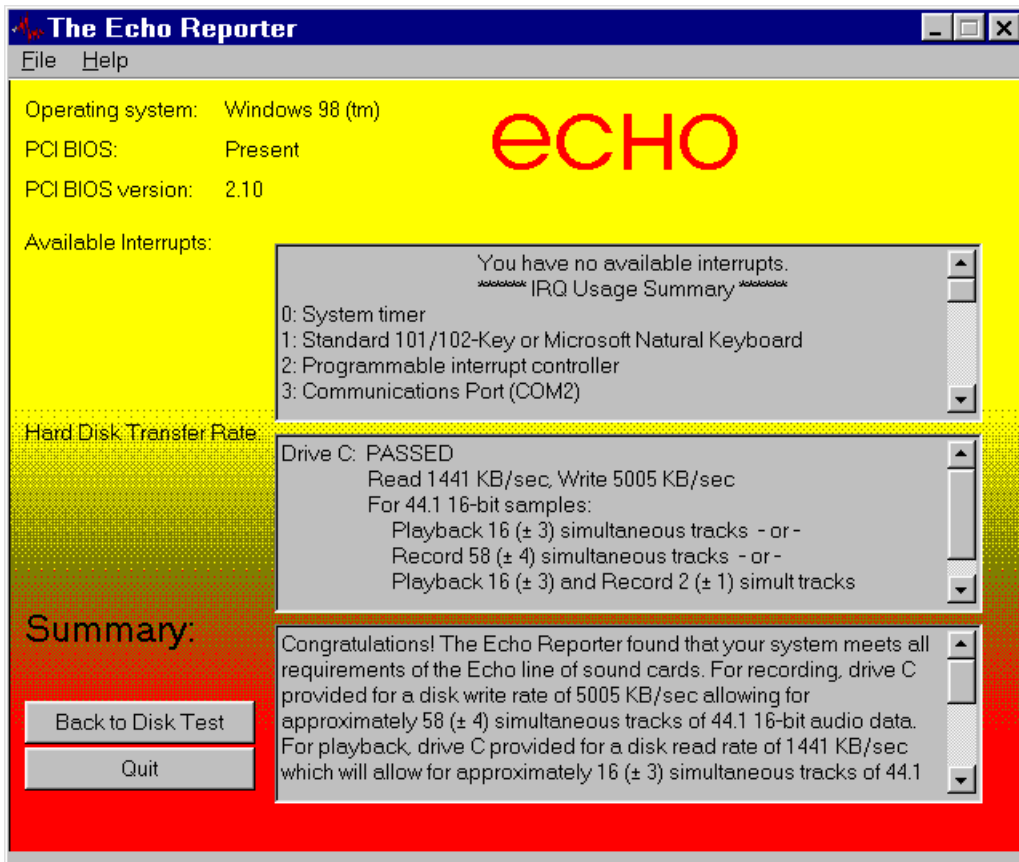 The Echo Reporter
File Help
Operating system: Windows 98 (tm)
PCI BIOS: Present
PCI BIOS version: 2.10
eCHO
Available Interrupts:
You have no available interrupts.
******* IRQ Usage Summary *******
0: System timer
1: Standard 101/102-Key or Microsoft Natural Keyboard
2: Programmable interrupt controller
3: Communications Port (COM2)
Hard Disk Transfer Rate:
Drive C: PASSED
Read 1441 KB/sec, Write 5005 KB/sec
For 44.1 16-bit samples:
Playback 16 (± 3) simultaneous tracks - or -
Record 58 (± 4) simultaneous tracks - or -
Playback 16 (± 3) and Record 2 (± 1) simult tracks
Summary:
Congratulations! The Echo Reporter found that your system meets all
requirements of the Echo line of sound cards. For recording, drive C
provided for a disk write rate of 5005 KB/sec allowing for
approximately 58 (± 4) simultaneous tracks of 44.1 16-bit audio data.
For playback, drive C provided for a disk read rate of 1441 KB/sec
which will allow for approximately 16 (± 3) simultaneous tracks of 44.1
Back to Disk Test
Quit